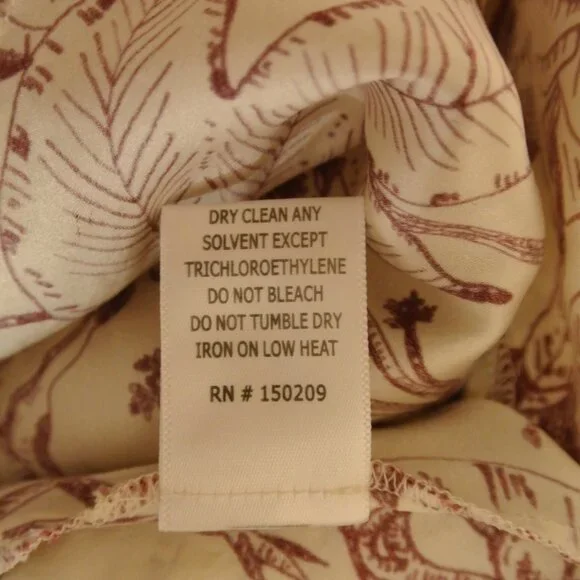 DRY CLEAN ANY
SOLVENT EXCEPT
TRICHLOROETHYLENE
DO NOT BLEACH
DO NOT TUMBLE DRY
IRON ON LOW HEAT
RN # 150209